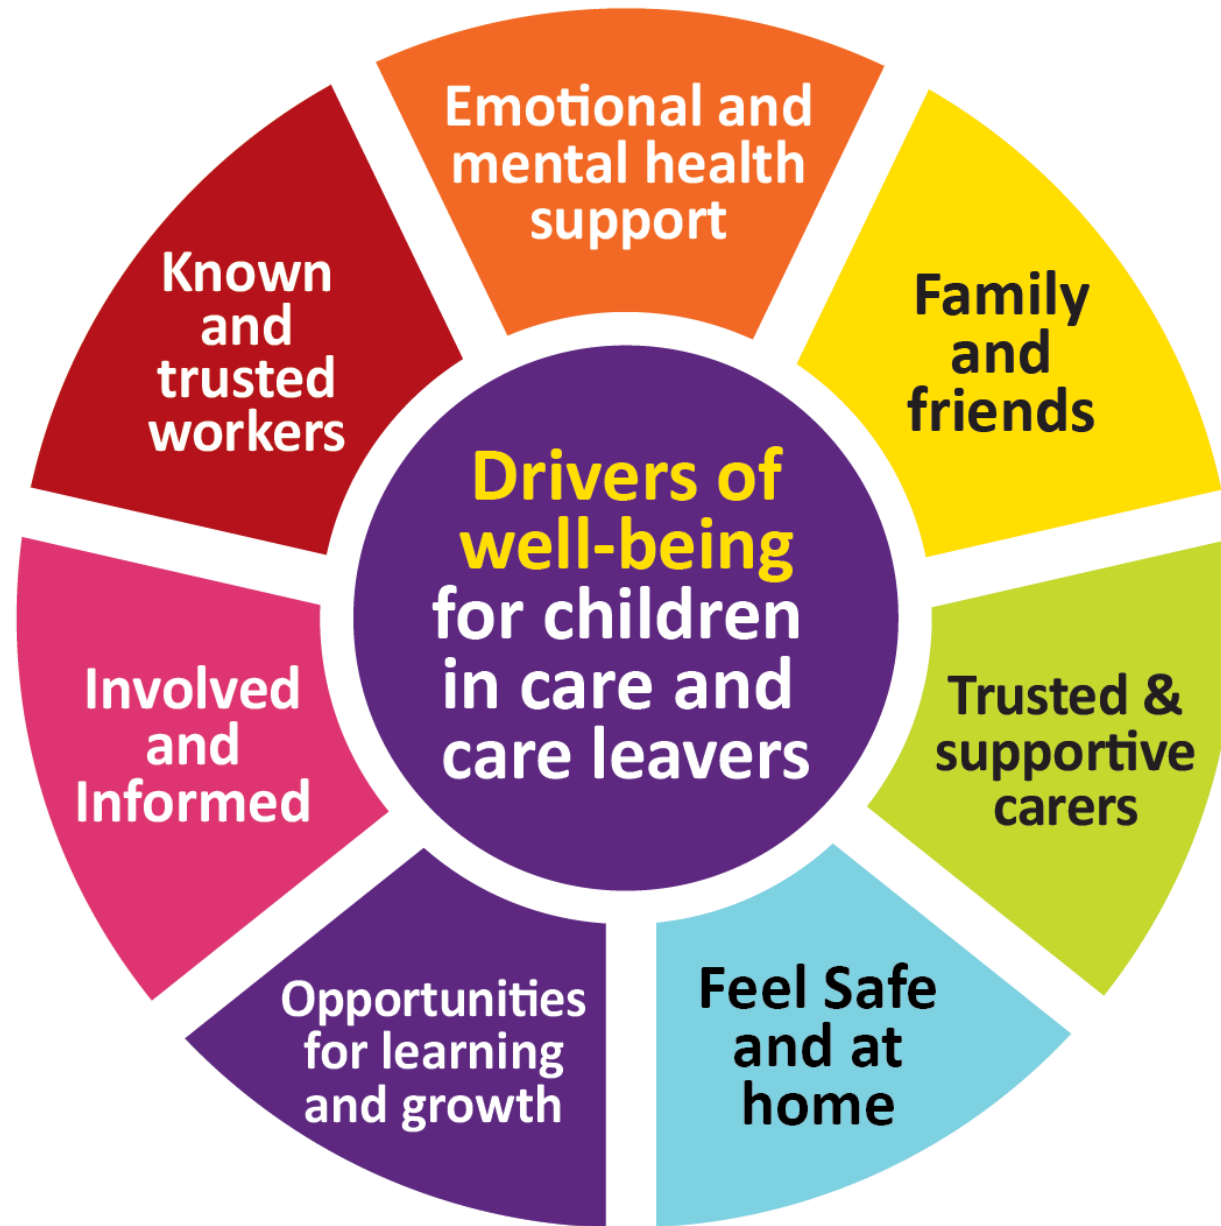 Emotional and
mental health
support
Family
and
friends
Trusted &
supportive
carers
Feel Safe
and at
home
Opportunities
for learning
and growth
Involved
and
Informed
Known
and
trusted
workers
Drivers of
well-being
for children
in care and
care leavers